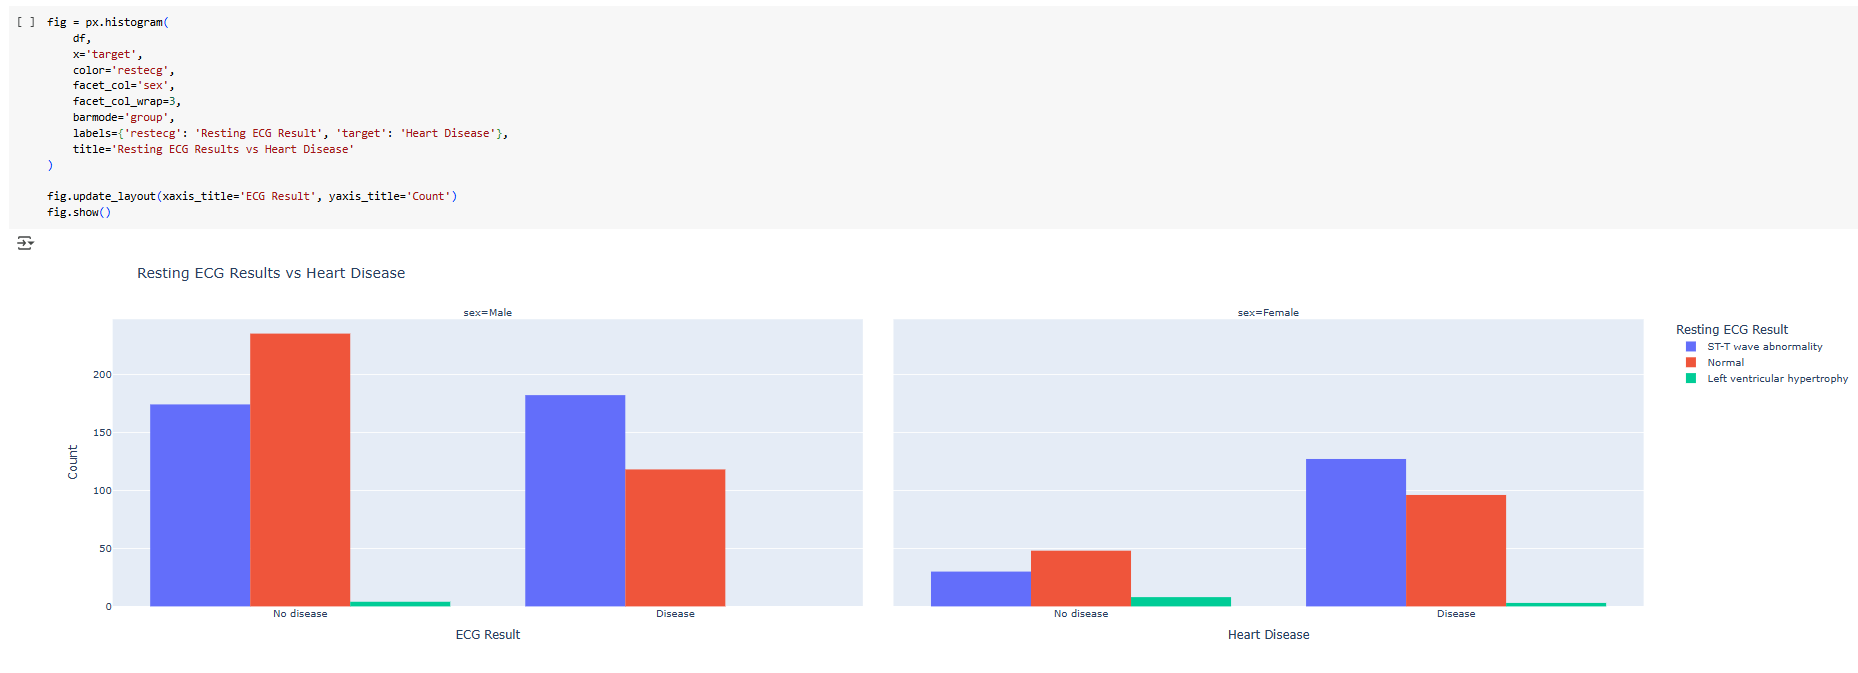 [ ] fig = px.histogram(
df,
x='target',
color='restecg',
facet_col='sex',
facet_col_wrap=3,
barmode='group',
labels={'restecg': 'Resting ECG Result', 'target': 'Heart Disease'},
title='Resting ECG Results vs Heart Disease'
)
fig.update_layout(xaxis_title='ECG Result', yaxis_title='Count')
fig.show()
Resting ECG Results vs Heart Disease
sex=Male
sex=Female
Resting ECG Result
ST-T wave abnormality
Normal
Left ventricular hypertrophy
Count
200
150
100
50
0
No disease
Disease
No disease
Disease
ECG Result
Heart Disease